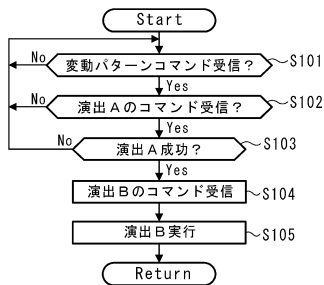 Start
変動パターンコマンド受信?
S101
No
Yes
演出Aのコマンド受信?
S102
No
Yes
演出A成功?
S103
No
Yes
演出Bのコマンド受信
S104
演出B実行
S105
Return